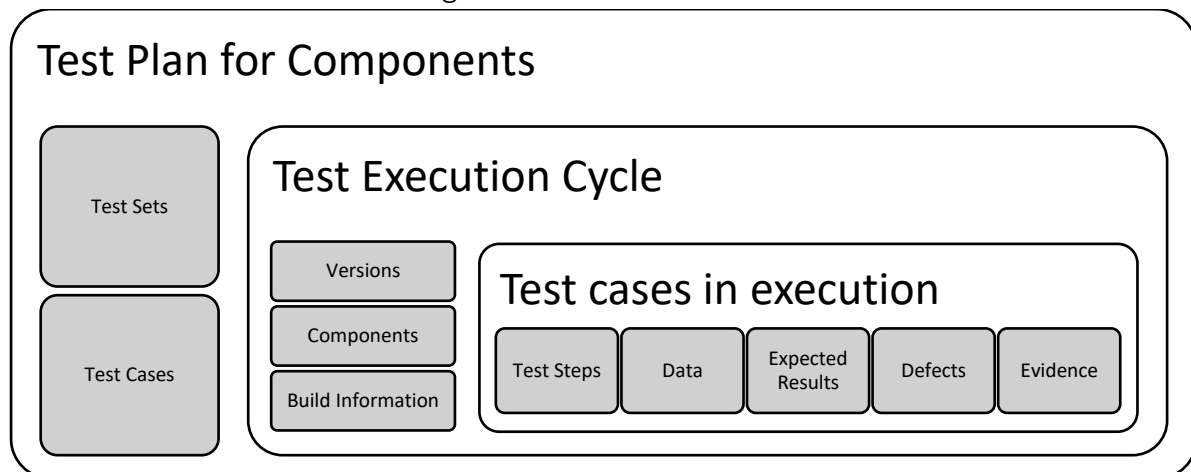 Test Plan for Components
Test Sets
Test Cases
Test Execution Cycle
Versions
Components
Build Information
Test cases in execution
Test Steps
Data
Expected
Results
Defects
Evidence